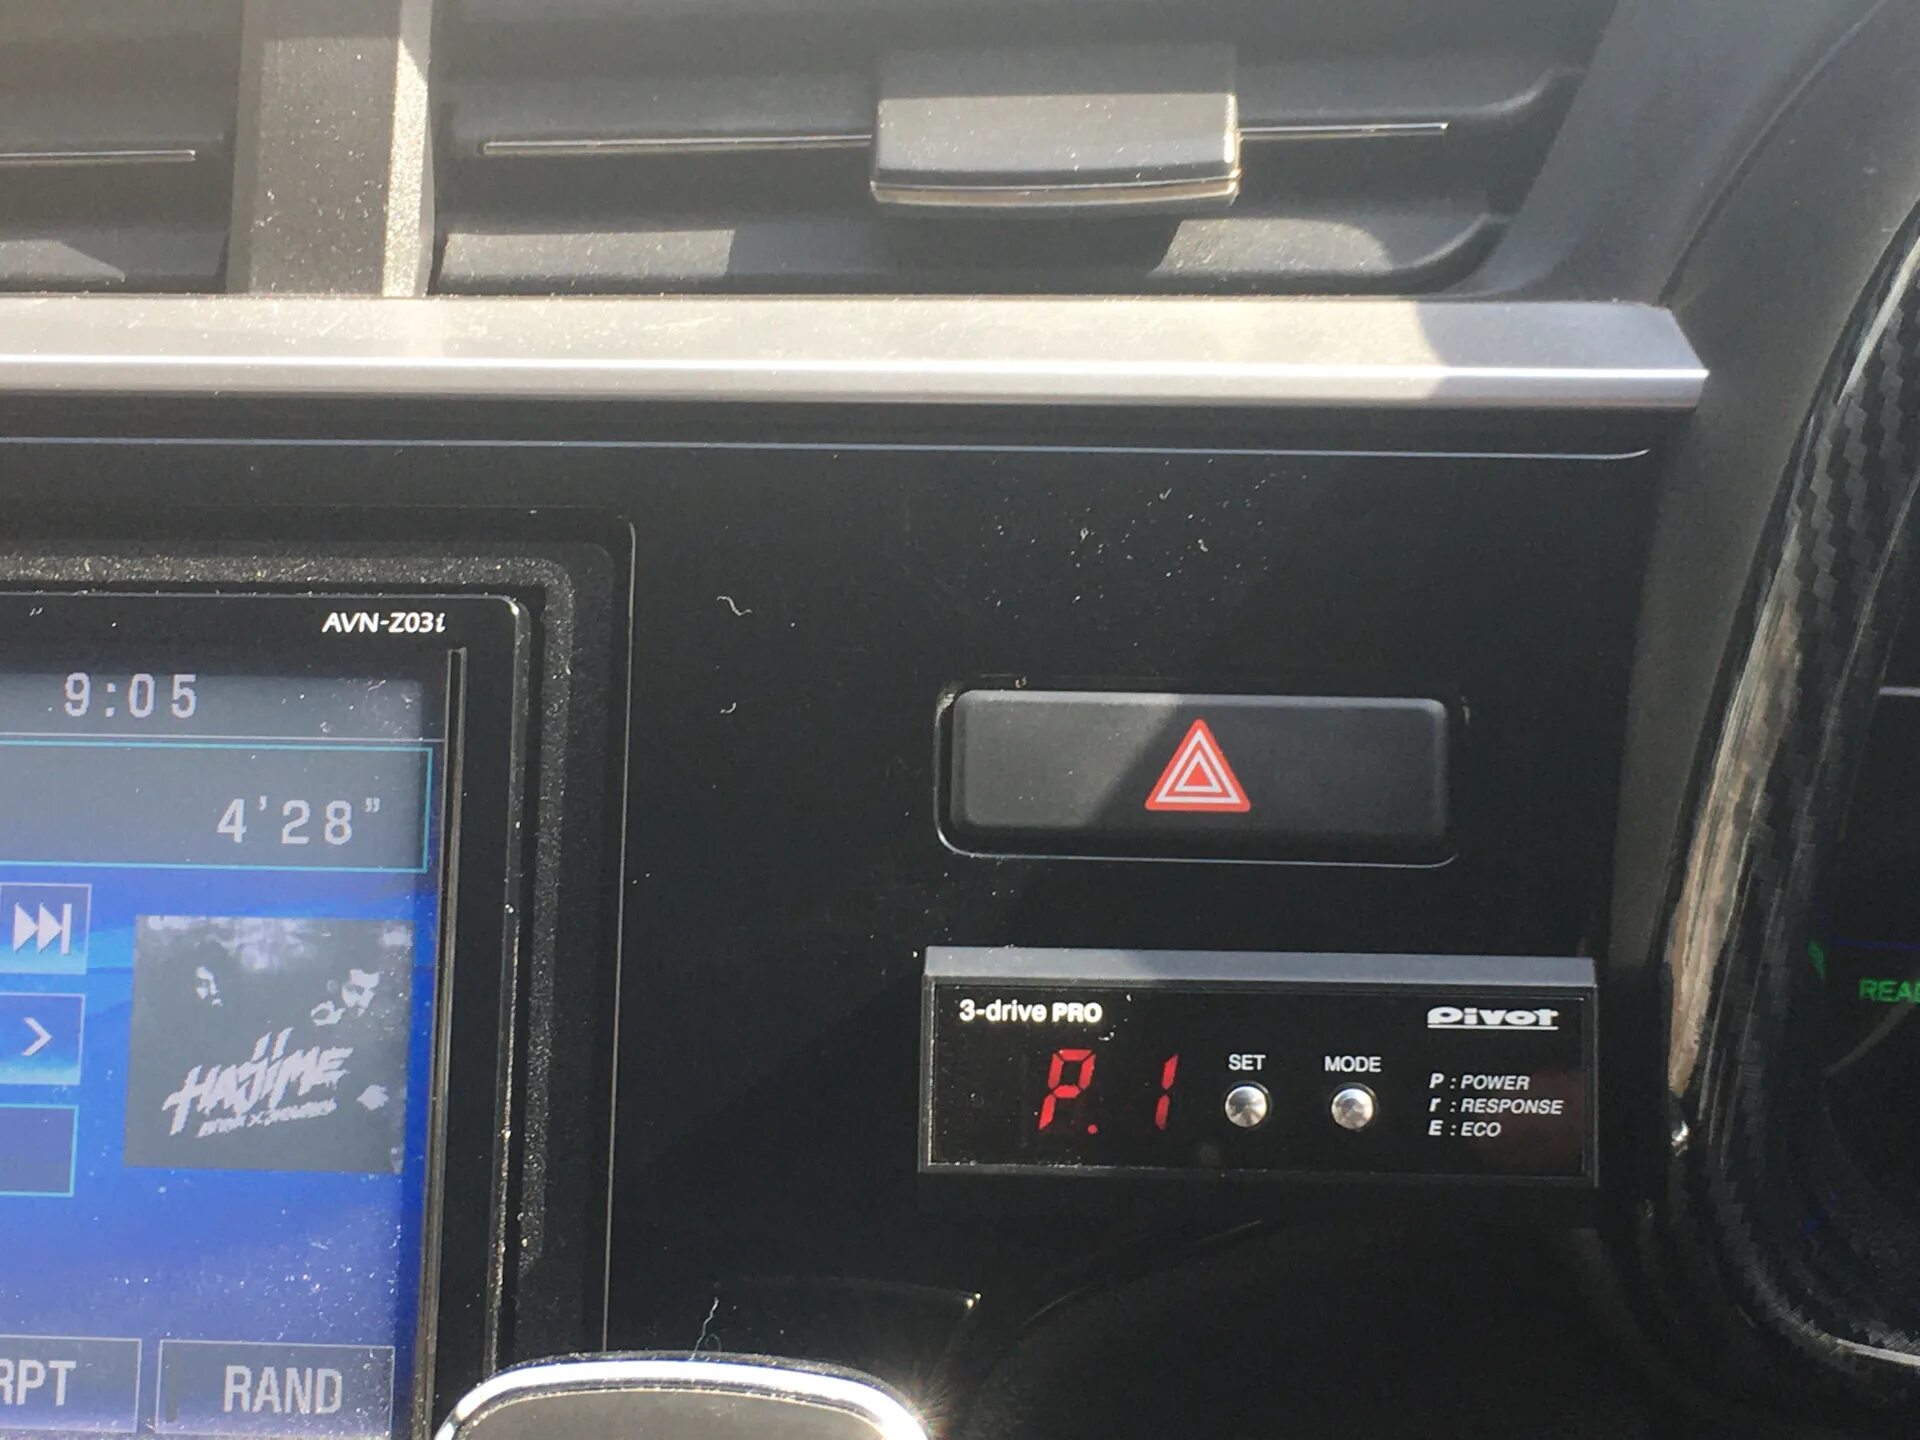 AVN-Z03i
9:05
4'28"
HAJIME
RPT
RAND
3-drive PRO
PIVOT
P. 1
SET
MODE
P : POWER
r : RESPONSE
E : ECO